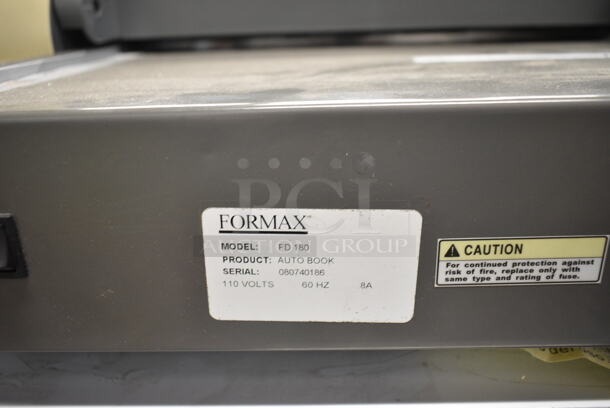 FORMAX
MODEL: FD 180
PRODUCT: AUTO BOOK
SERIAL: 080740186
110 VOLTS 60 HZ 8A
PCI
AUCTION GROUP
CAUTION
For continued protection against
risk of fire, replace only with
same type and rating of fuse.